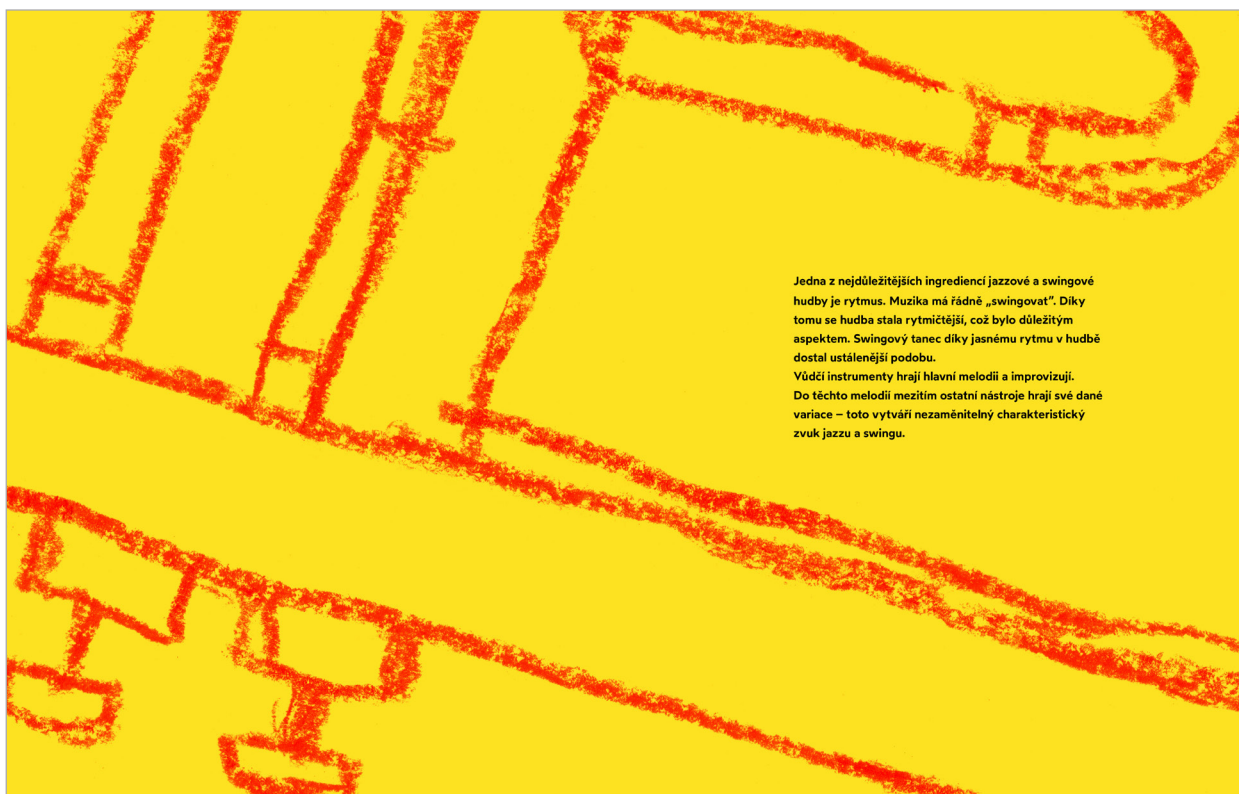 Jedna z nejdůležitějších ingrediencí jazzové a swingové
hudby je rytmus. Muzika má řádně „swingovat”. Díky
tomu se hudba stala rytmičtější, což bylo důležitým
aspektem. Swingový tanec díky jasnému rytmu v hudbě
dostal ustálenější podobu.
Vůdčí instrumenty hrají hlavní melodii a improvizují.
Do těchto melodií mezitím ostatní nástroje hrají své dané
variace – toto vytváří nezaměnitelný charakteristický
zvuk jazzu a swingu.